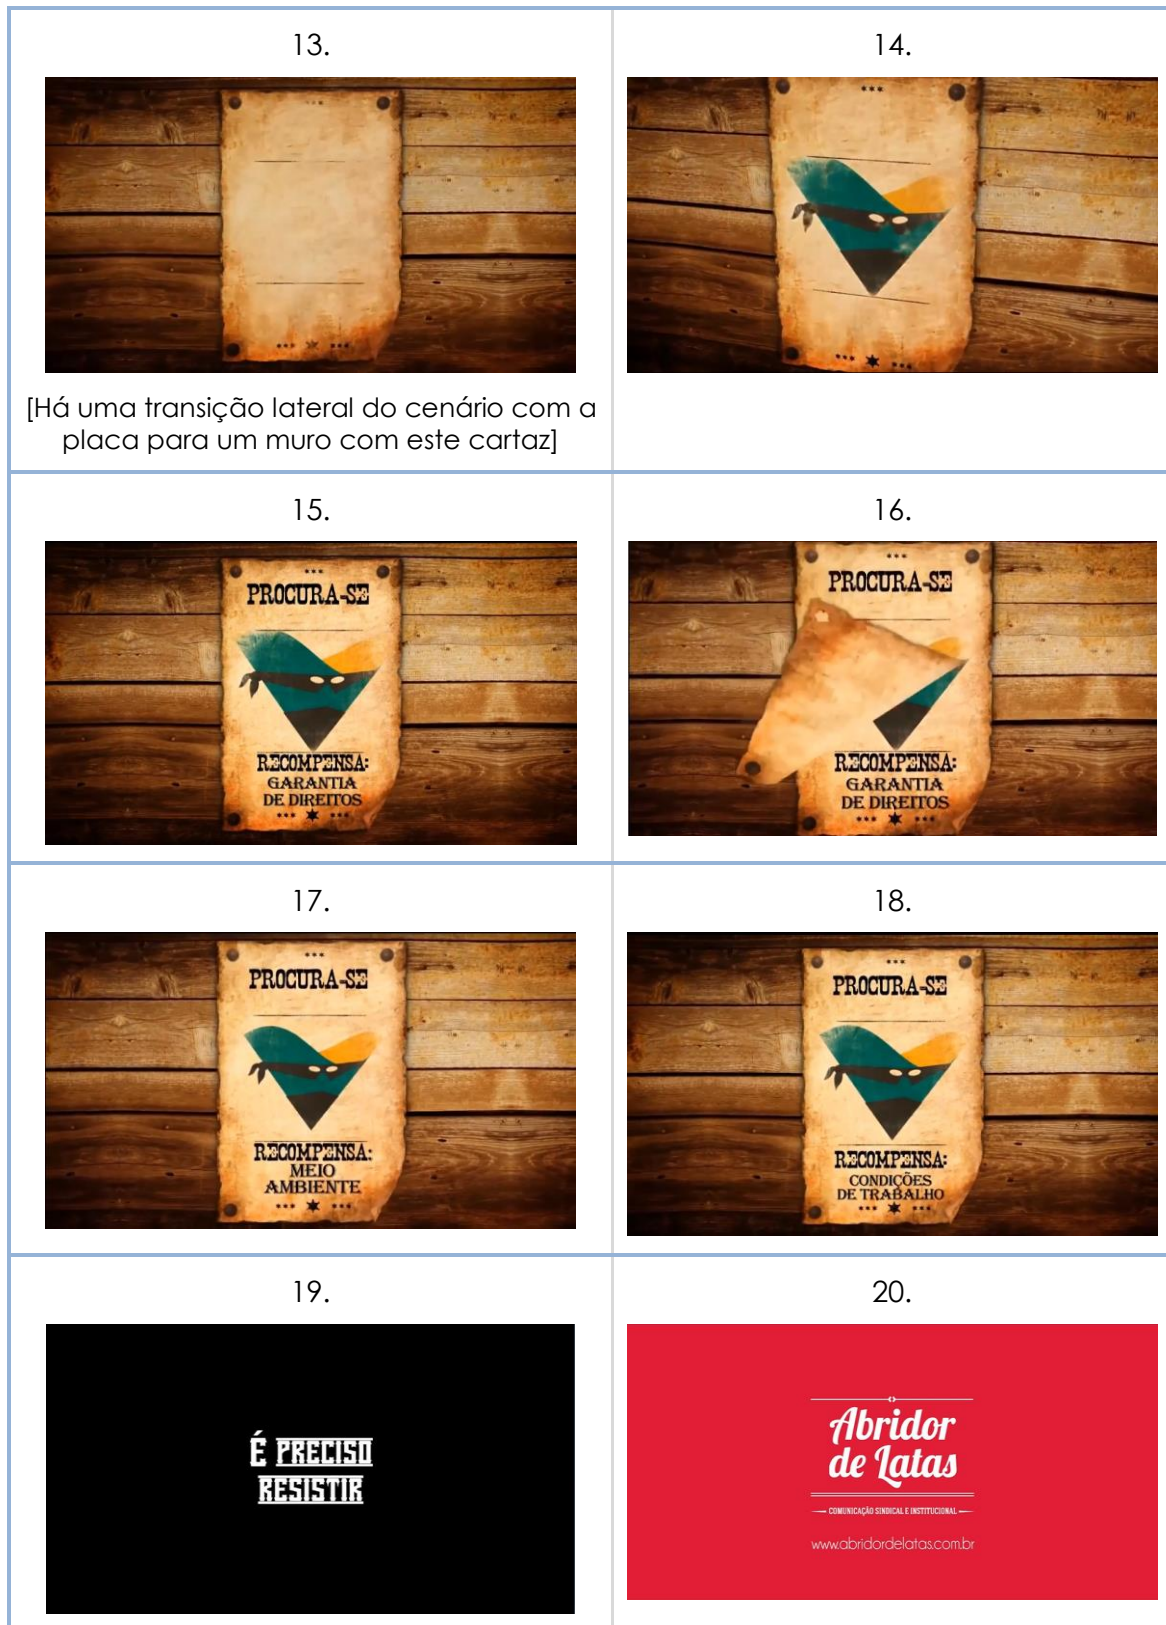 13.
14.
[Há uma transição lateral do cenário com a
placa para um muro com este cartaz]
15.
16.
PROCURA-SE
RECOMPENSA:
GARANTIA
DE DIREITOS
PROCURA-SE
RECOMPENSA:
GARANTIA
DE DIREITOS
17.
18.
PROCURA-SE
RECOMPENSA:
MEIO
AMBIENTE
PROCURA-SE
RECOMPENSA:
CONDIÇÕES
DE TRABALHO
19.
20.
É PRECISO
RESISTIR
Abridor
de Latas
COMUNICAÇÃO SINDICAL E INSTITUCIONAL
www.abridordelatas.com.br